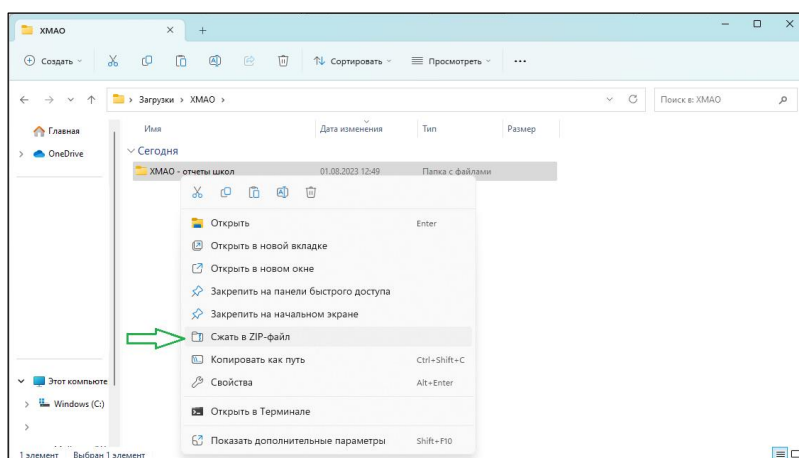 ХМАО
Создать
Сортировать
Просмотреть
Загрузки > ХМАО >
Поиск в: ХМАО
Главная
OneDrive
Имя
Дата изменения
Тип
Размер
Сегодня
ХМАО - отчеты школ
01.08.2023 12:49
Папка с файлами
Открыть
Enter
Открыть в новой вкладке
Открыть в новом окне
Закрепить на панели быстрого доступа
Закрепить на начальном экране
Сжать в ZIP-файл
Копировать как путь
Ctrl+Shift+C
Свойства
Alt+Enter
Открыть в Терминале
Показать дополнительные параметры
Shift+F10
Этот компьюте
Windows (C:)
1 элемент
Выбран 1 элемент